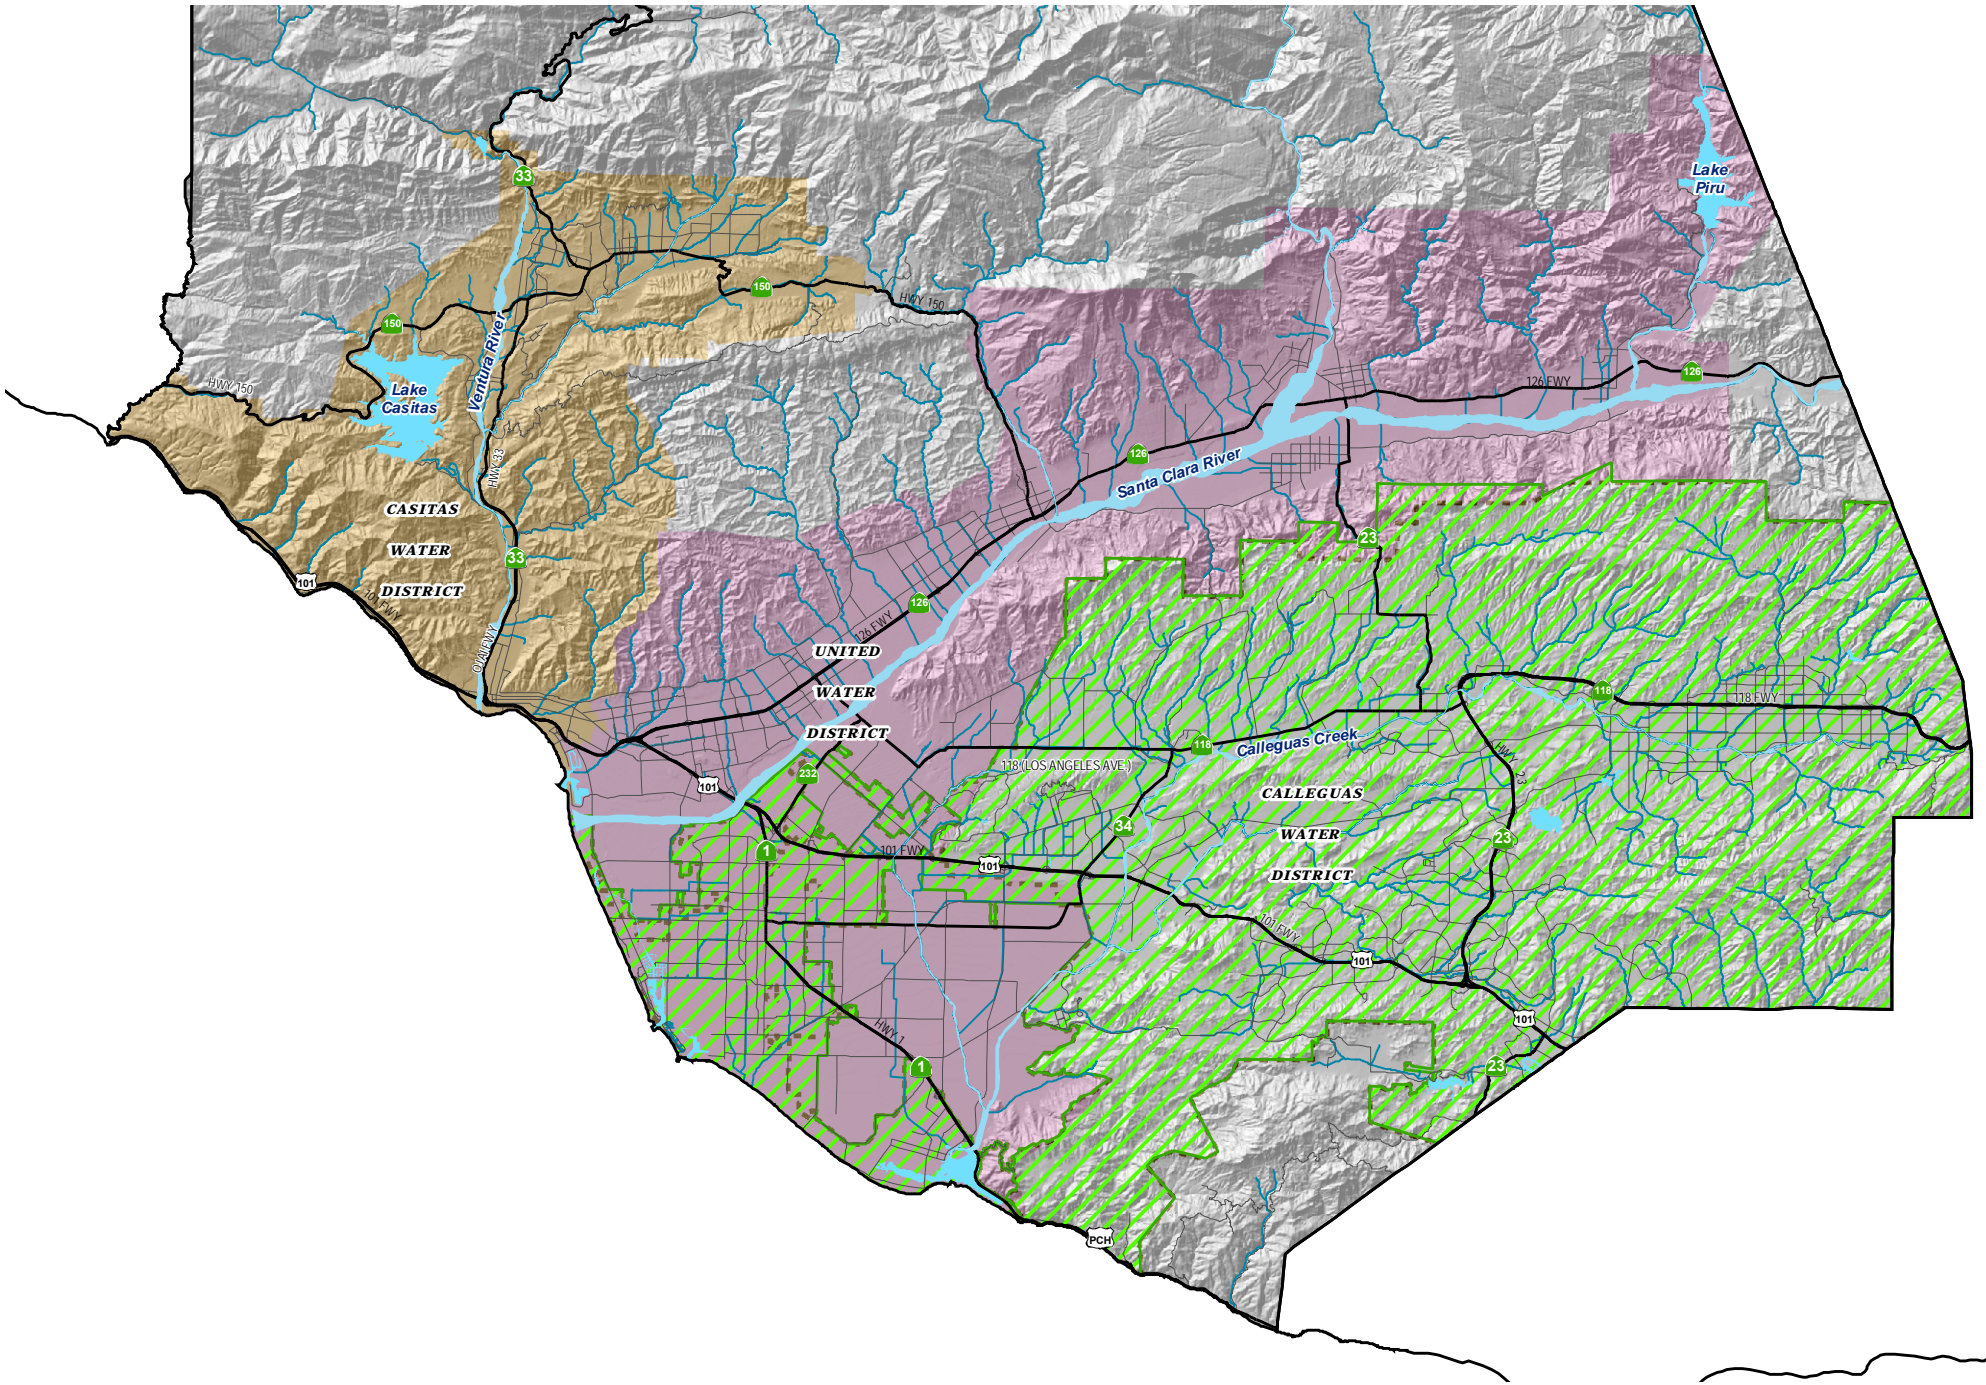 33
Lake
Piru
150
HWY 150
150
Ventura River
126
126 FWY
HWY 150
Lake
Casitas
126
Santa Clara River
HWY 33
CASITAS
WATER
DISTRICT
23
33
101
101 FWY
126
126 FWY
OJAI FWY
UNITED
WATER
DISTRICT
118
118 FWY
118
Calleguas Creek
HWY 23
118 (LOS ANGELES AVE.)
232
101
CALLEGUAS
WATER
DISTRICT
34
23
1
101 FWY
101
101 FWY
101
101
HWY 1
1
23
PCH